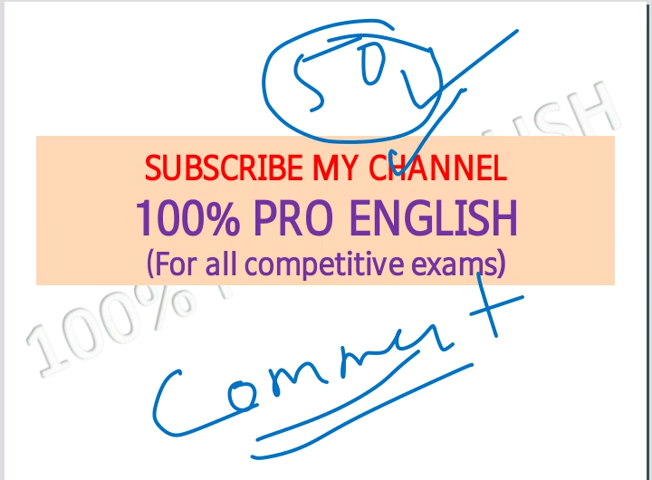 50
SUBSCRIBE MY CHANNEL
100% PRO ENGLISH
(For all competitive exams)
Comment